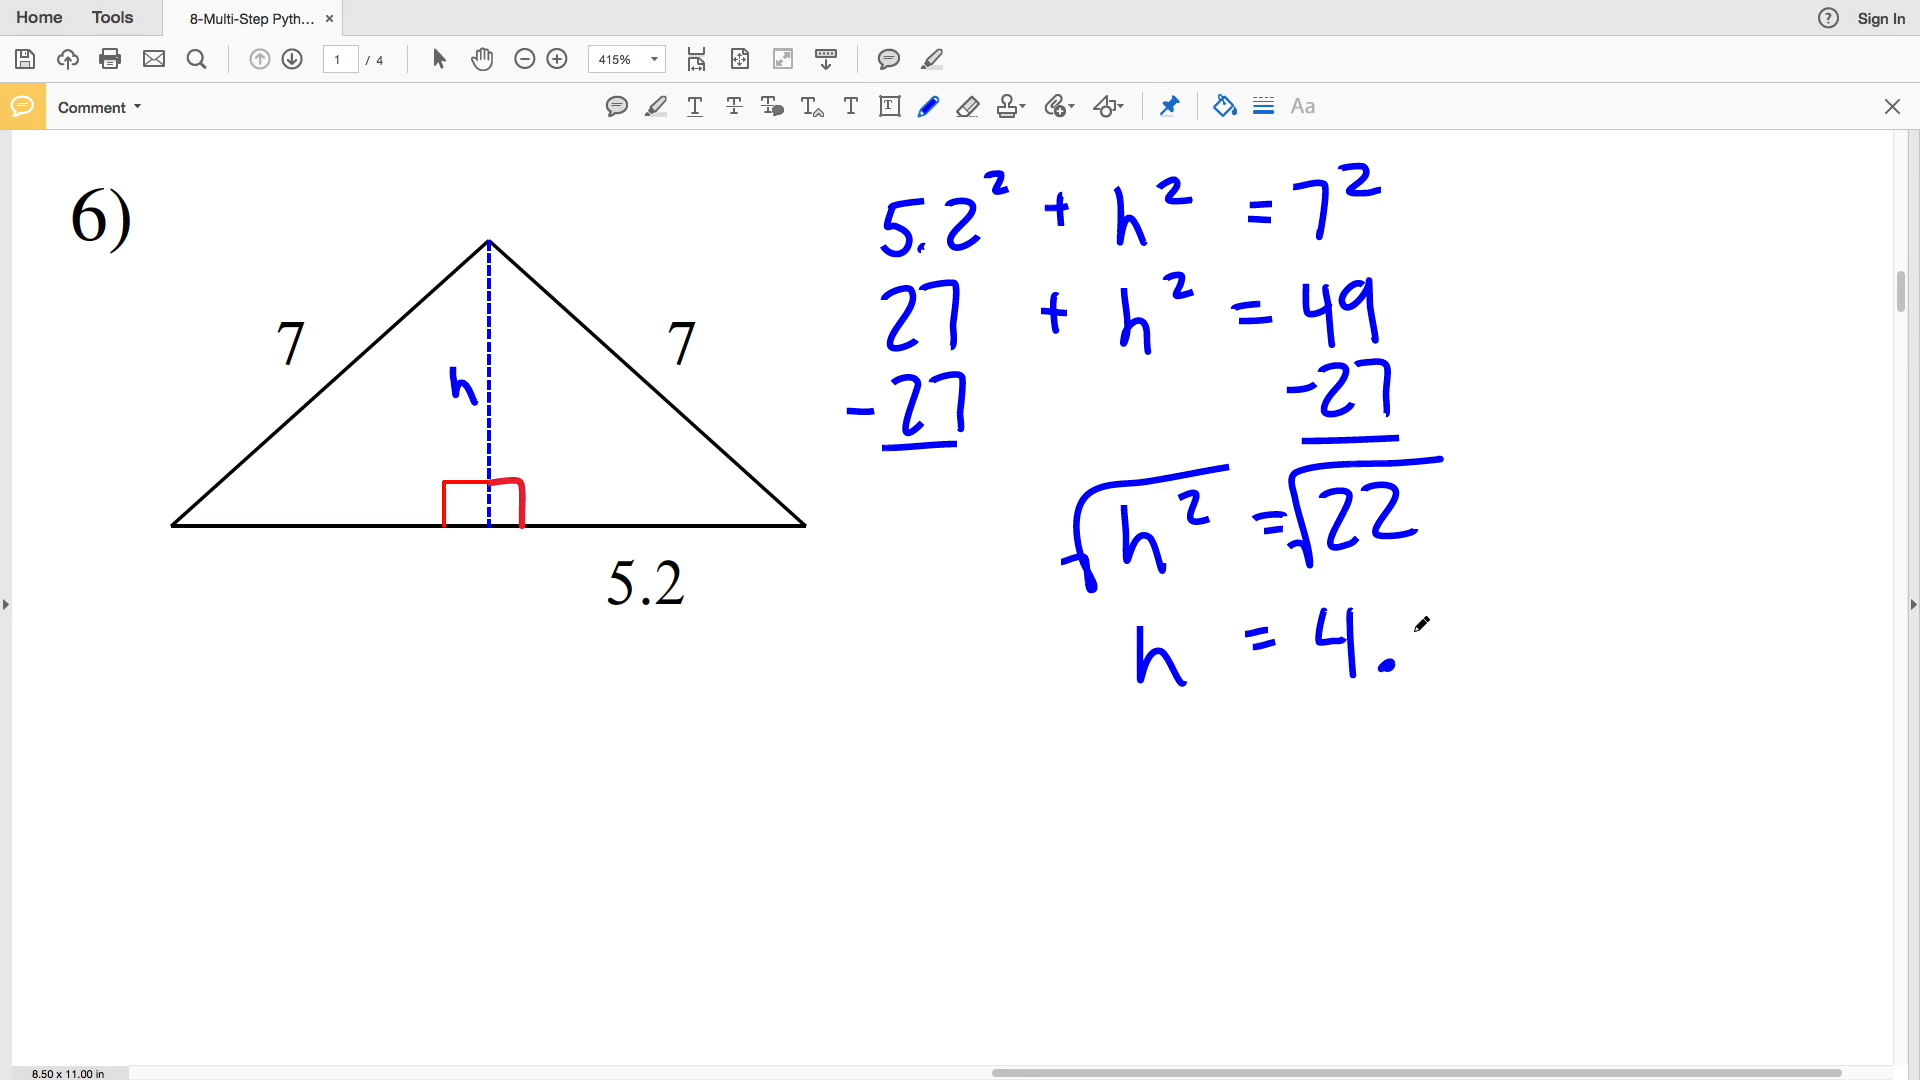 Home Tools 8-Multi-Step Pyth... × ? Sign In
1 / 4 415%
Comment T T T T T T Aa
6)
7 7
h
5.2
5.2² + h² = 7²
27 + h² = 49
-27 -27
√h² = √22
h = 4.
8.50 x 11.00 in